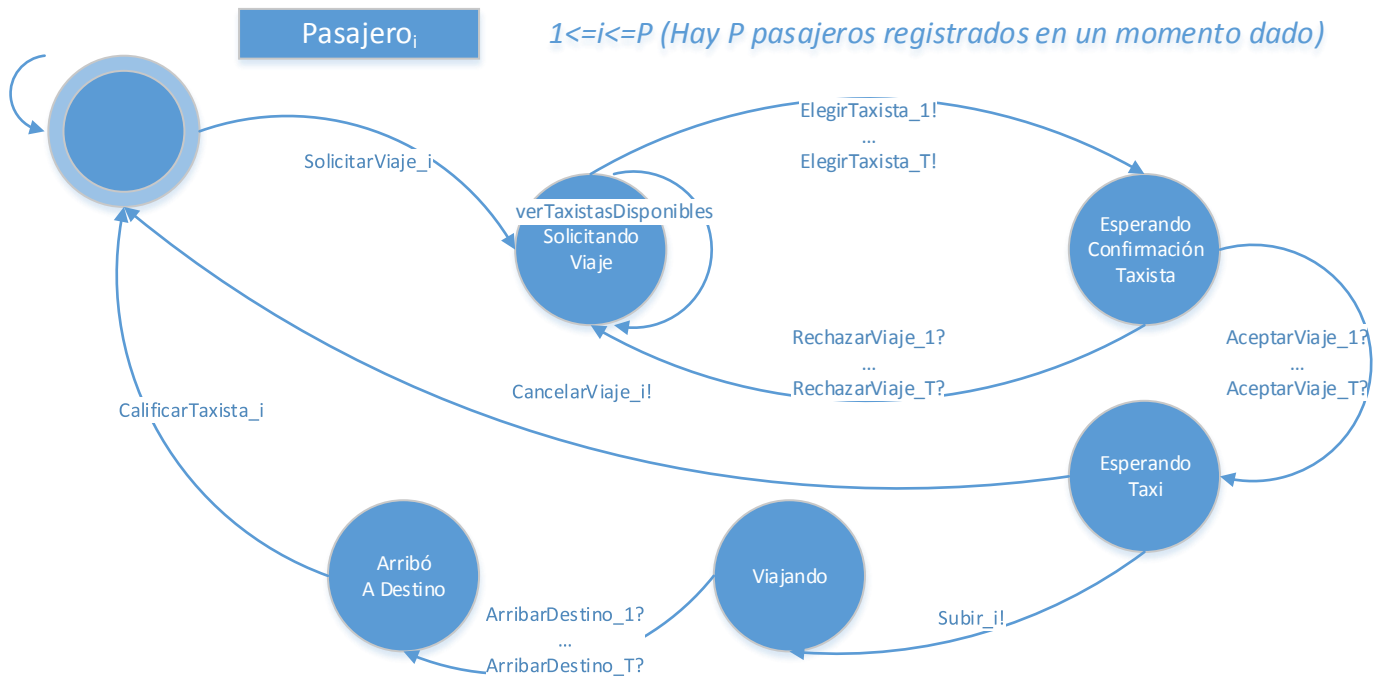 Pasajeroi
1<=i<=P (Hay P pasajeros registrados en un momento dado)
SolicitarViaje_i
ElegirTaxista_1!
...
ElegirTaxista_T!
verTaxistasDisponibles
Solicitando
Viaje
Esperando
Confirmación
Taxista
RechazarViaje_1?
...
RechazarViaje_T?
AceptarViaje_1?
...
AceptarViaje_T?
CancelarViaje_i!
CalificarTaxista_i
Esperando
Taxi
Arribó
A Destino
Viajando
ArribarDestino_1?
...
ArribarDestino_T?
Subir_i!